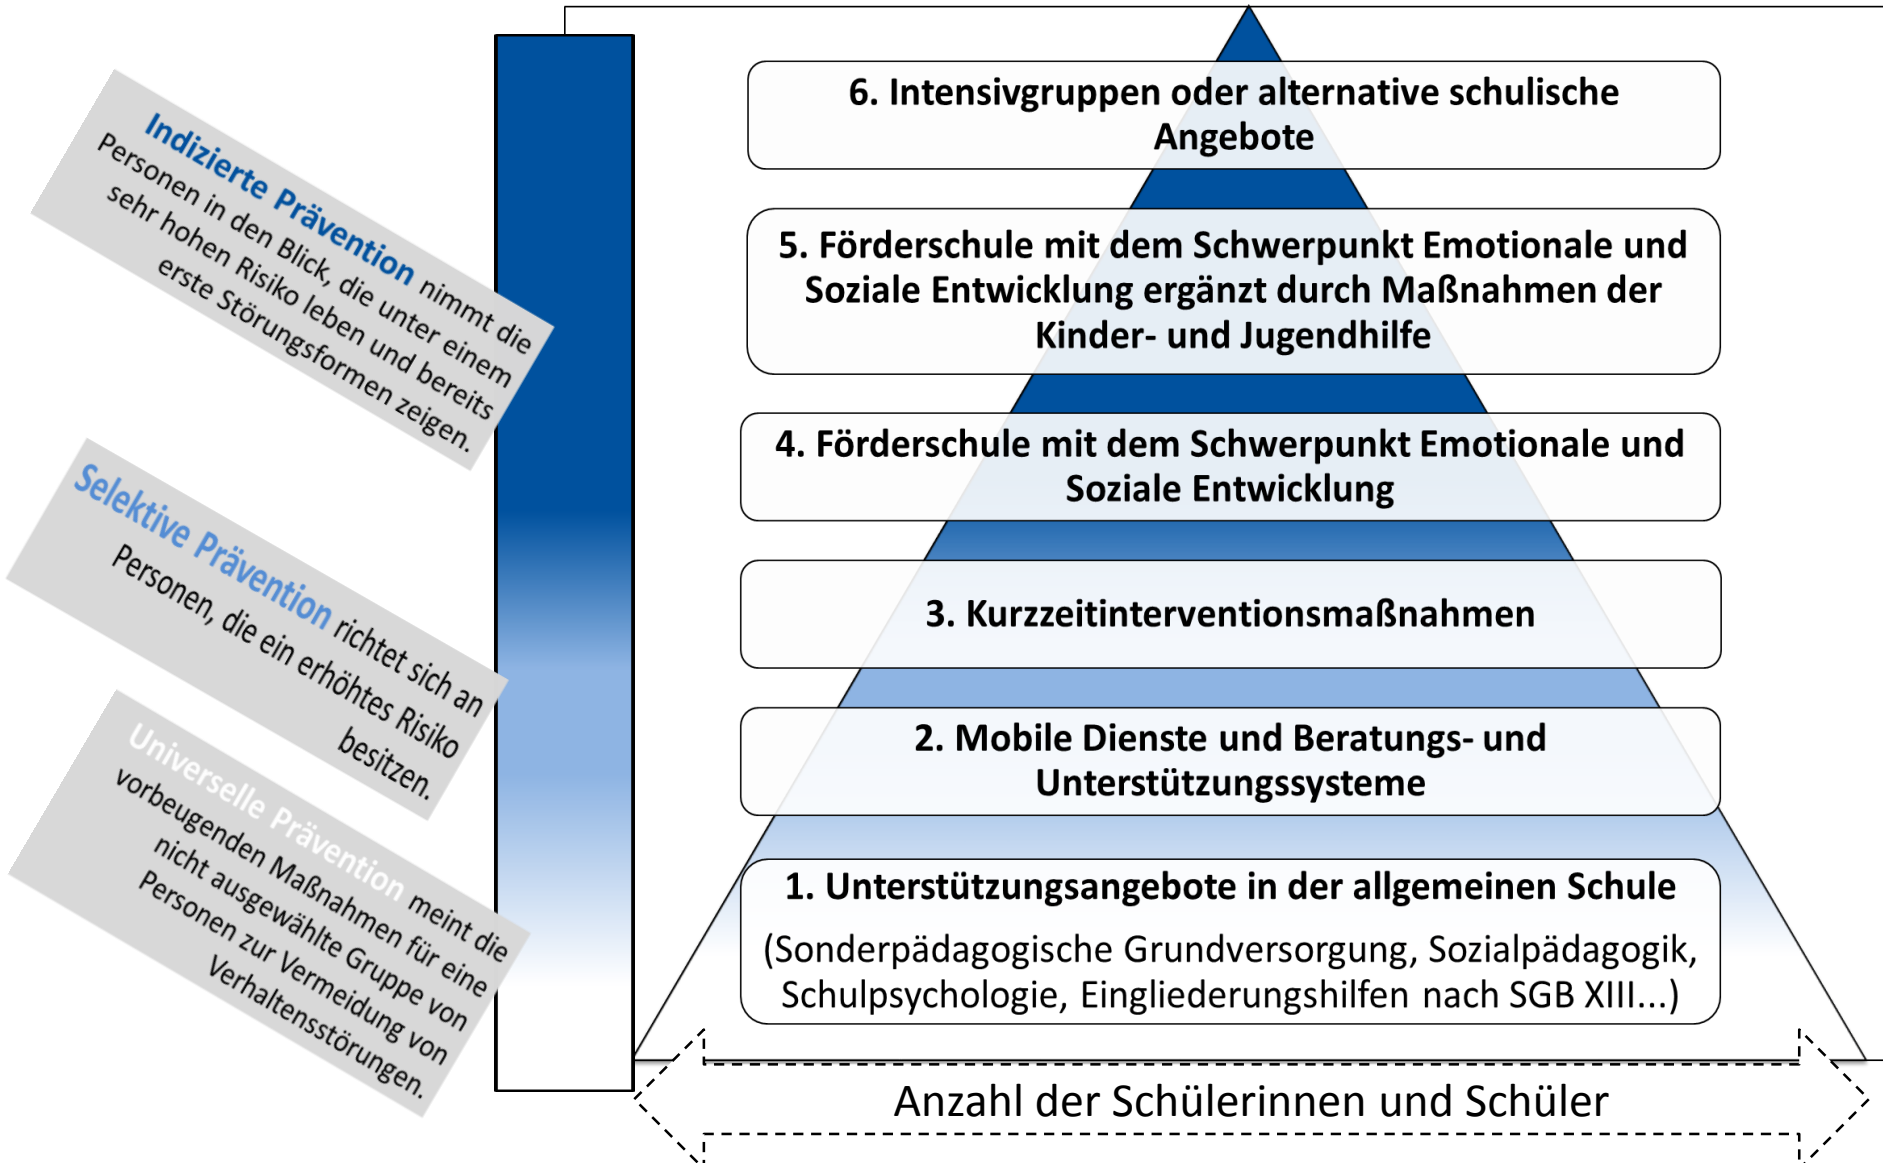 Indizierte Prävention nimmt die
Personen in den Blick, die unter einem
sehr hohen Risiko leben und bereits
erste Störungsformen zeigen.
Selektive Prävention richtet sich an
Personen, die ein erhöhtes Risiko
besitzen.
Universelle Prävention meint die
vorbeugenden Maßnahmen für eine
nicht ausgewählte Gruppe von
Personen zur Vermeidung von
Verhaltensstörungen.
6. Intensivgruppen oder alternative schulische
Angebote
5. Förderschule mit dem Schwerpunkt Emotionale und
Soziale Entwicklung ergänzt durch Maßnahmen der
Kinder- und Jugendhilfe
4. Förderschule mit dem Schwerpunkt Emotionale und
Soziale Entwicklung
3. Kurzzeitinterventionsmaßnahmen
2. Mobile Dienste und Beratungs- und
Unterstützungssysteme
1. Unterstützungsangebote in der allgemeinen Schule
(Sonderpädagogische Grundversorgung, Sozialpädagogik,
Schulpsychologie, Eingliederungshilfen nach SGB XIII...)
Anzahl der Schülerinnen und Schüler